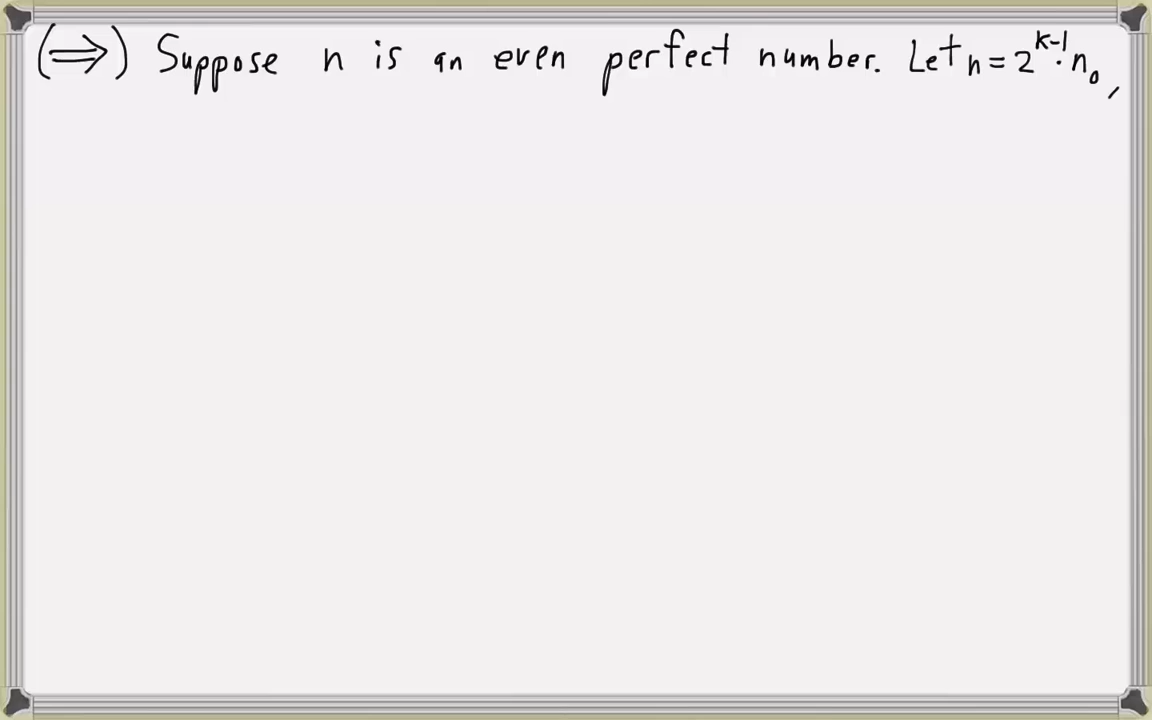 (⟹) Suppose n is an even perfect number. Let n = 2^{k-1} · n₀,